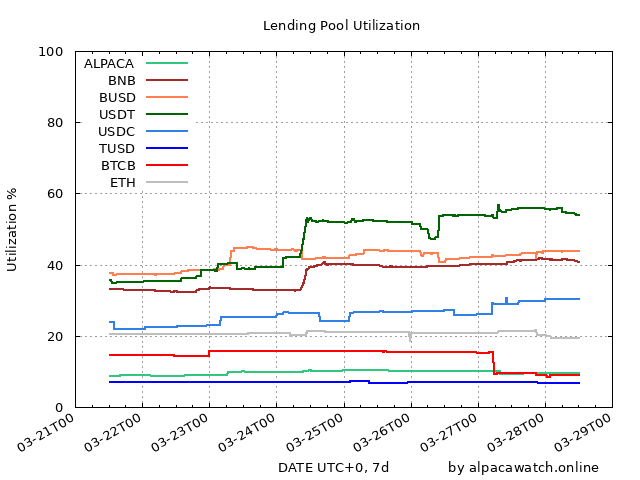 Lending Pool Utilization
Utilization %
100
80
60
40
20
0
ALPACA
BNB
BUSD
USDT
USDC
TUSD
BTCB
ETH
03-21T00
03-22T00
03-23T00
03-24T00
03-25T00
03-26T00
03-27T00
03-28T00
03-29T00
DATE UTC+0, 7d
by alpacawatch.online